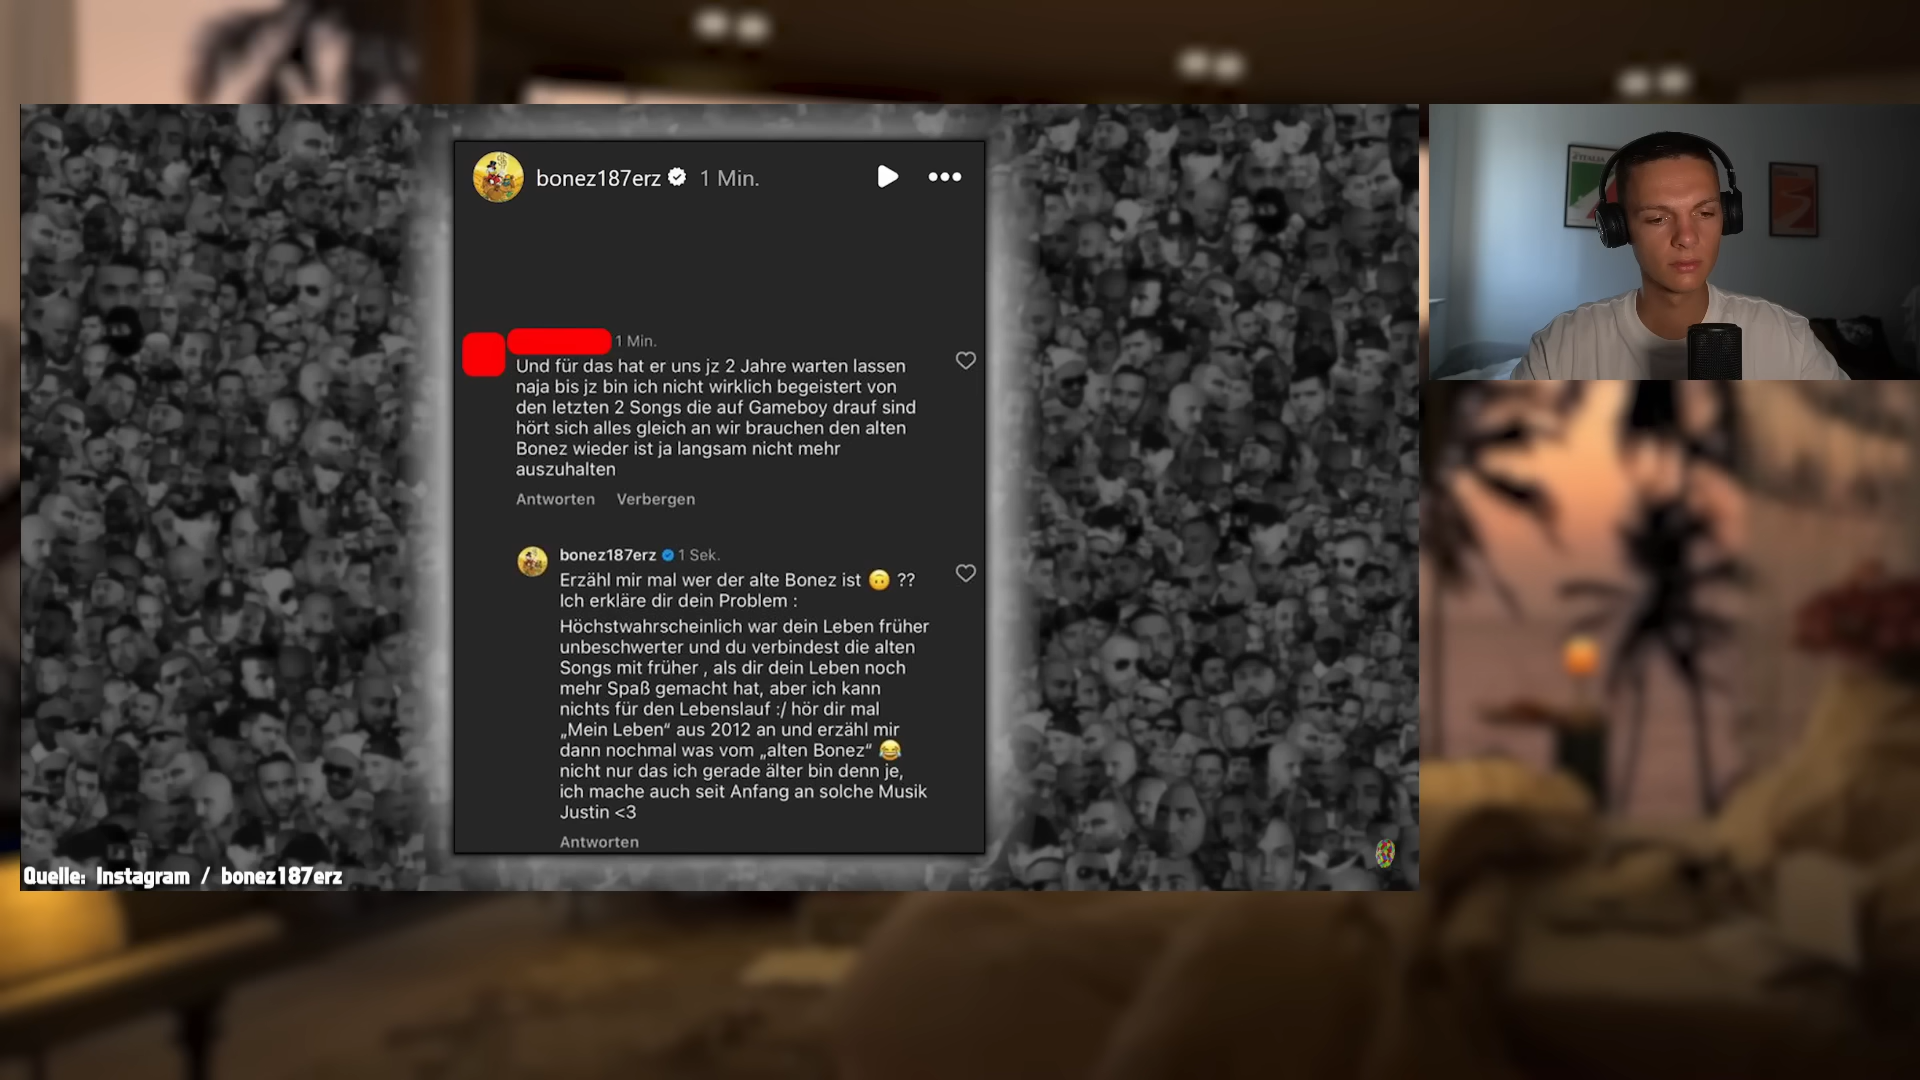 bonez187erz 1 Min.
1 Min.
Und für das hat er uns jz 2 Jahre warten lassen
naja bis jz bin ich nicht wirklich begeistert von
den letzten 2 Songs die auf Gameboy drauf sind
hört sich alles gleich an wir brauchen den alten
Bonez wieder ist ja langsam nicht mehr
auszuhalten
Antworten Verbergen
bonez187erz 1 Sek.
Erzähl mir mal wer der alte Bonez ist 🙃 ??
Ich erkläre dir dein Problem :
Höchstwahrscheinlich war dein Leben früher
unbeschwerter und du verbindest die alten
Songs mit früher , als dir dein Leben noch
mehr Spaß gemacht hat, aber ich kann
nichts für den Lebenslauf :/ hör dir mal
„Mein Leben“ aus 2012 an und erzähl mir
dann nochmal was vom „alten Bonez“ 😂
nicht nur das ich gerade älter bin denn je,
ich mache auch seit Anfang an solche Musik
Justin <3
Antworten
Quelle: Instagram / bonez187erz
D'ITALIA